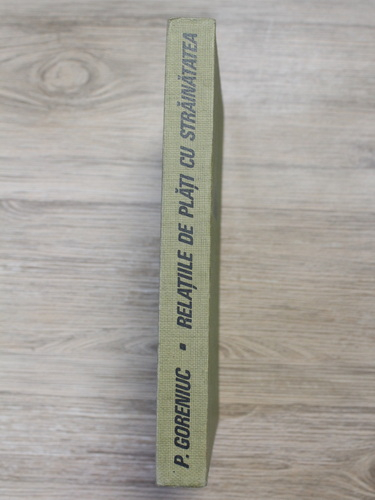 P. GORENIUC ▪ RELAȚIILE DE PLĂȚI CU STRĂINĂTATEA